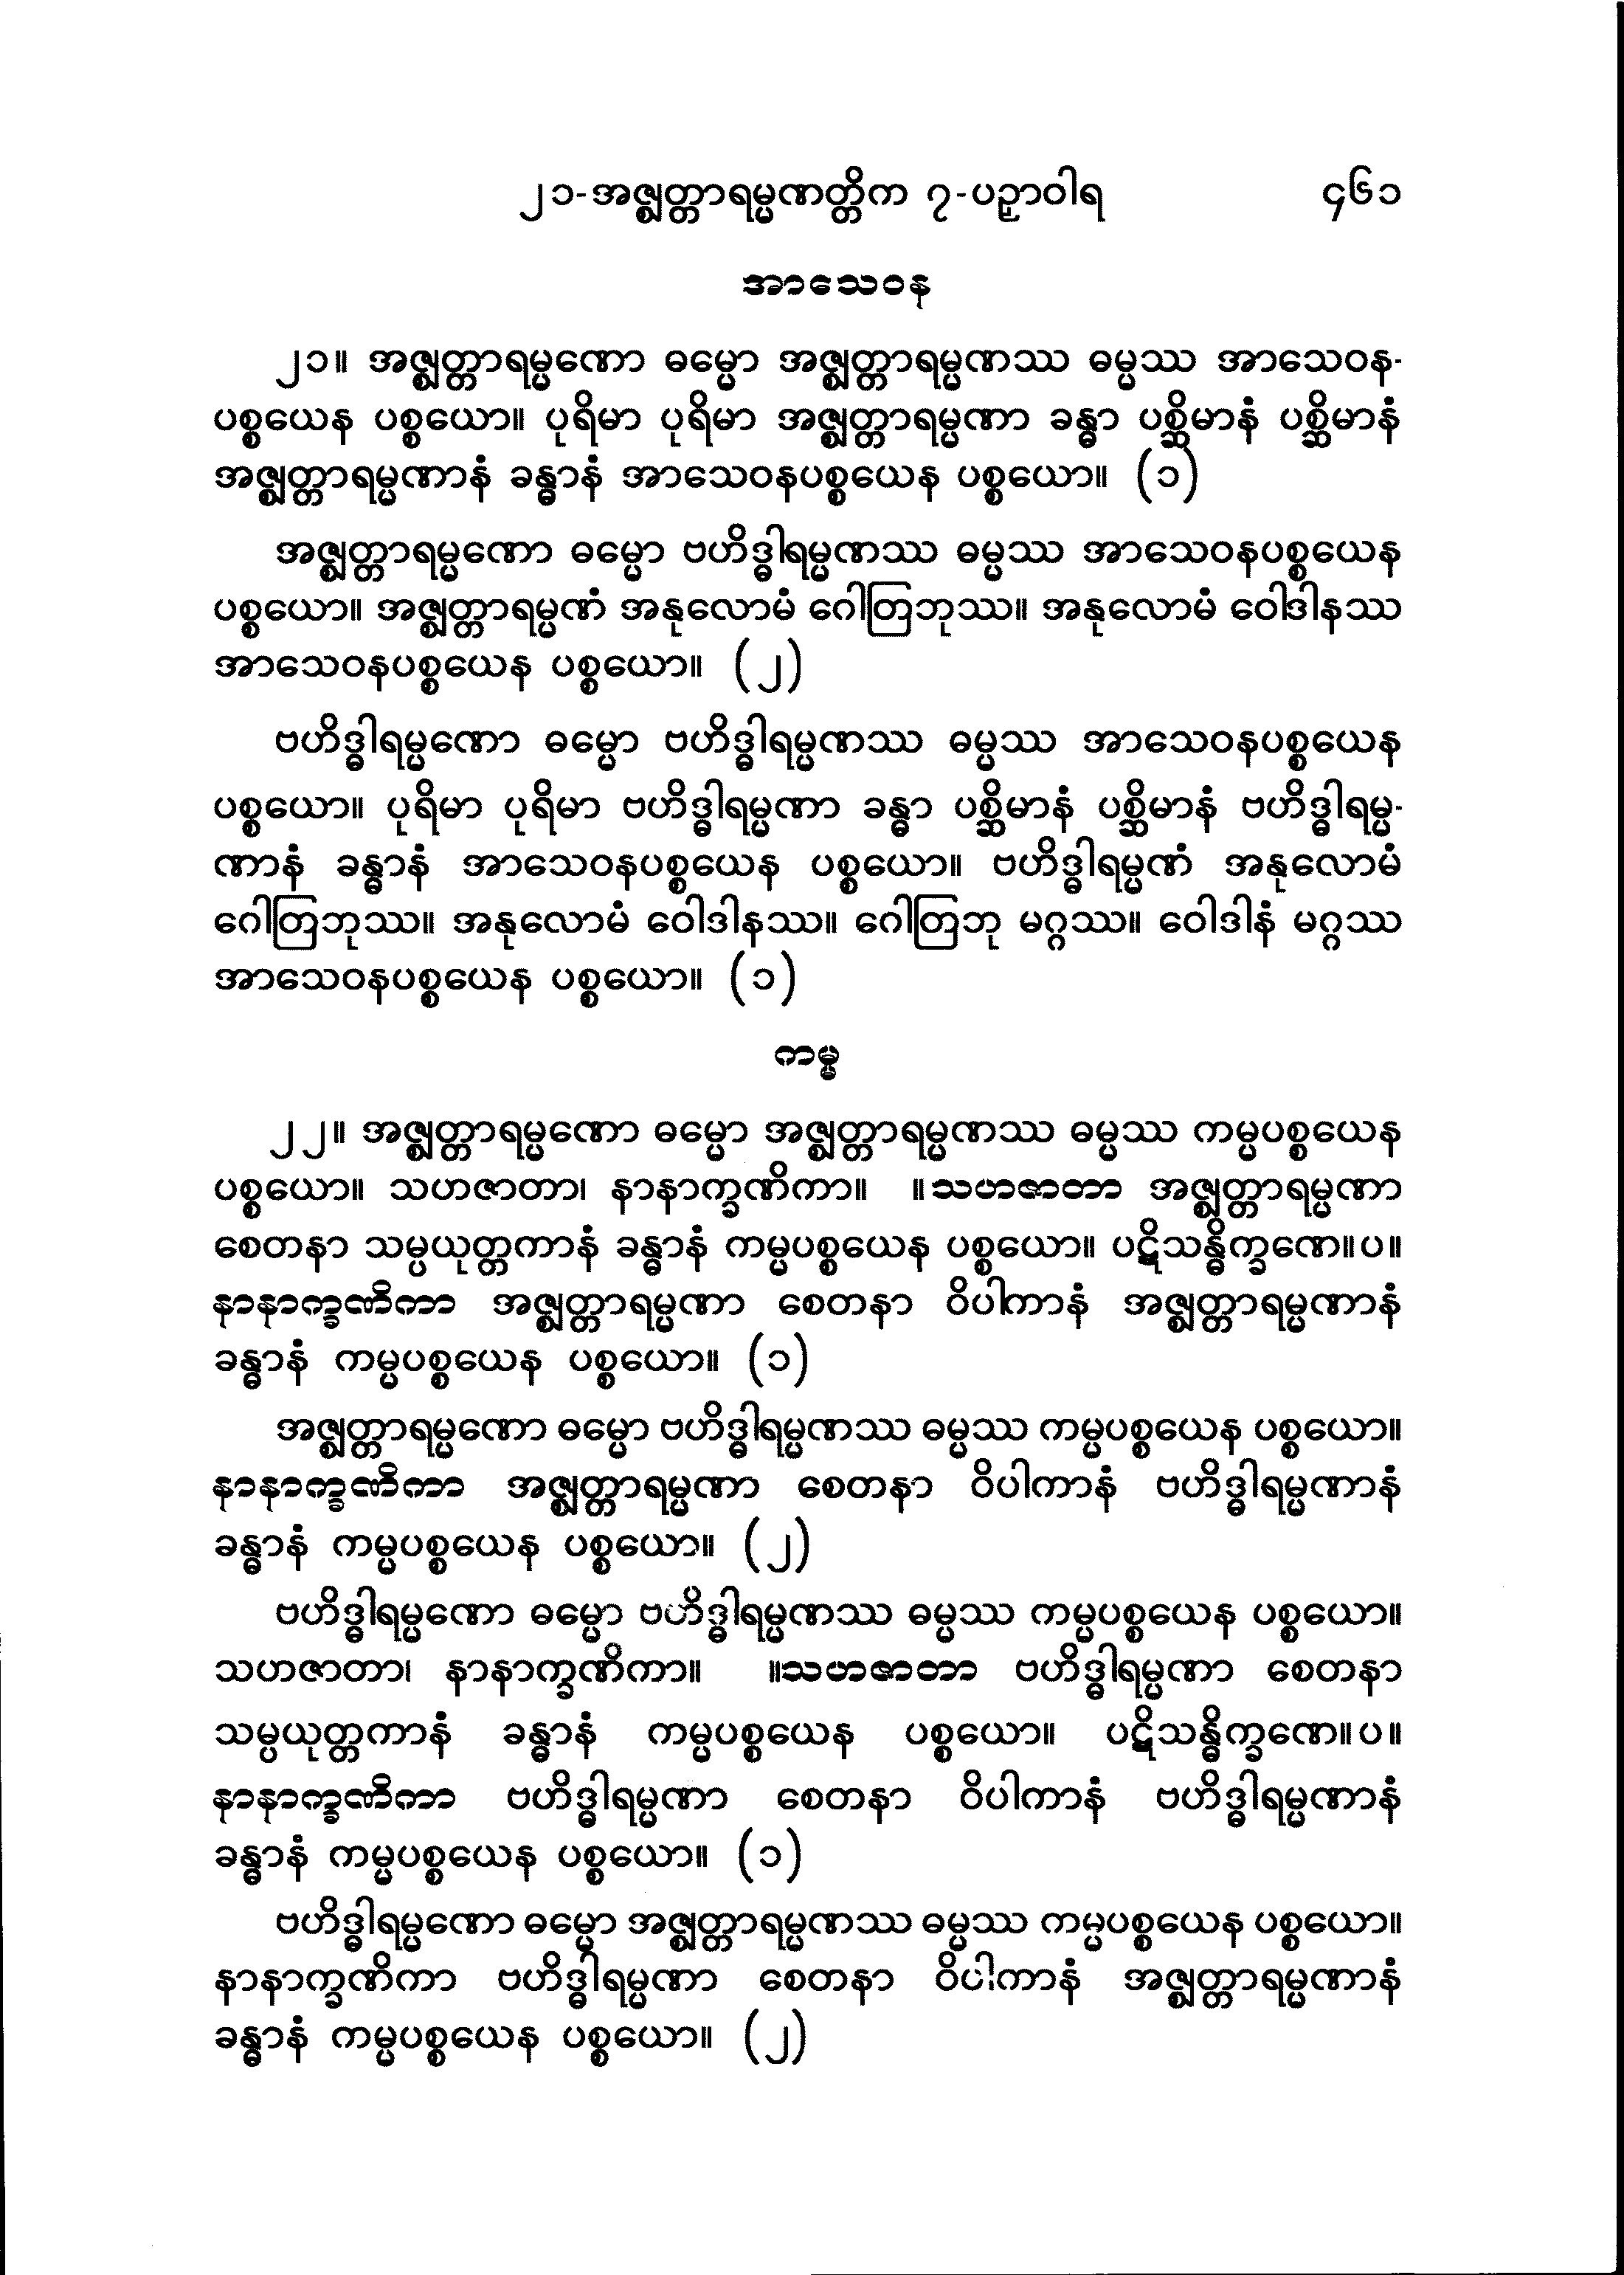 ၂၁-အဇ္ဈတ္တာရမ္မဏတ္တိက ၇-ပဉှာဝါရ ၄၆၁
အာသေဝန
၂၁။ အဇ္ဈတ္တာရမ္မဏော ဓမ္မော အဇ္ဈတ္တာရမ္မဏဿ ဓမ္မဿ အာသေဝန-
ပစ္စယေန ပစ္စယော။ ပုရိမာ ပုရိမာ အဇ္ဈတ္တာရမ္မဏာ ခန္ဓာ ပစ္ဆိမာနံ ပစ္ဆိမာနံ
အဇ္ဈတ္တာရမ္မဏာနံ ခန္ဓာနံ အာသေဝနပစ္စယေန ပစ္စယော။ (၁)
အဇ္ဈတ္တာရမ္မဏော ဓမ္မော ဗဟိဒ္ဓါရမ္မဏဿ ဓမ္မဿ အာသေဝနပစ္စယေန
ပစ္စယော။ အဇ္ဈတ္တာရမ္မဏံ အနုလောမံ ဂေါတြဘုဿ။ အနုလောမံ ဝေါဒါနဿ
အာသေဝနပစ္စယေန ပစ္စယော။ (၂)
ဗဟိဒ္ဓါရမ္မဏော ဓမ္မော ဗဟိဒ္ဓါရမ္မဏဿ ဓမ္မဿ အာသေဝနပစ္စယေန
ပစ္စယော။ ပုရိမာ ပုရိမာ ဗဟိဒ္ဓါရမ္မဏာ ခန္ဓာ ပစ္ဆိမာနံ ပစ္ဆိမာနံ ဗဟိဒ္ဓါရမ္မ-
ဏာနံ ခန္ဓာနံ အာသေဝနပစ္စယေန ပစ္စယော။ ဗဟိဒ္ဓါရမ္မဏံ အနုလောမံ
ဂေါတြဘုဿ။ အနုလောမံ ဝေါဒါနဿ။ ဂေါတြဘု မဂ္ဂဿ။ ဝေါဒါနံ မဂ္ဂဿ
အာသေဝနပစ္စယေန ပစ္စယော။ (၁)
ကမ္မ
၂၂။ အဇ္ဈတ္တာရမ္မဏော ဓမ္မော အဇ္ဈတ္တာရမ္မဏဿ ဓမ္မဿ ကမ္မပစ္စယေန
ပစ္စယော။ သဟဇာတာ၊ နာနာက္ခဏိကာ။ ။သဟဇာတာ အဇ္ဈတ္တာရမ္မဏာ
စေတနာ သမ္ပယုတ္တကာနံ ခန္ဓာနံ ကမ္မပစ္စယေန ပစ္စယော။ ပဋိသန္ဓိက္ခဏေ။ပ။
နာနာက္ခဏိကာ အဇ္ဈတ္တာရမ္မဏာ စေတနာ ဝိပါကာနံ အဇ္ဈတ္တာရမ္မဏာနံ
ခန္ဓာနံ ကမ္မပစ္စယေန ပစ္စယော။ (၁)
အဇ္ဈတ္တာရမ္မဏော ဓမ္မော ဗဟိဒ္ဓါရမ္မဏဿ ဓမ္မဿ ကမ္မပစ္စယေန ပစ္စယော။
နာနာက္ခဏိကာ အဇ္ဈတ္တာရမ္မဏာ စေတနာ ဝိပါကာနံ ဗဟိဒ္ဓါရမ္မဏာနံ
ခန္ဓာနံ ကမ္မပစ္စယေန ပစ္စယော။ (၂)
ဗဟိဒ္ဓါရမ္မဏော ဓမ္မော ဗဟိဒ္ဓါရမ္မဏဿ ဓမ္မဿ ကမ္မပစ္စယေန ပစ္စယော။
သဟဇာတာ၊ နာနာက္ခဏိကာ။ ။သဟဇာတာ ဗဟိဒ္ဓါရမ္မဏာ စေတနာ
သမ္ပယုတ္တကာနံ ခန္ဓာနံ ကမ္မပစ္စယေန ပစ္စယော။ ပဋိသန္ဓိက္ခဏေ။ပ။
နာနာက္ခဏိကာ ဗဟိဒ္ဓါရမ္မဏာ စေတနာ ဝိပါကာနံ ဗဟိဒ္ဓါရမ္မဏာနံ
ခန္ဓာနံ ကမ္မပစ္စယေန ပစ္စယော။ (၁)
ဗဟိဒ္ဓါရမ္မဏော ဓမ္မော အဇ္ဈတ္တာရမ္မဏဿ ဓမ္မဿ ကမ္မပစ္စယေန ပစ္စယော။
နာနာက္ခဏိကာ ဗဟိဒ္ဓါရမ္မဏာ စေတနာ ဝိပါကာနံ အဇ္ဈတ္တာရမ္မဏာနံ
ခန္ဓာနံ ကမ္မပစ္စယေန ပစ္စယော။ (၂)